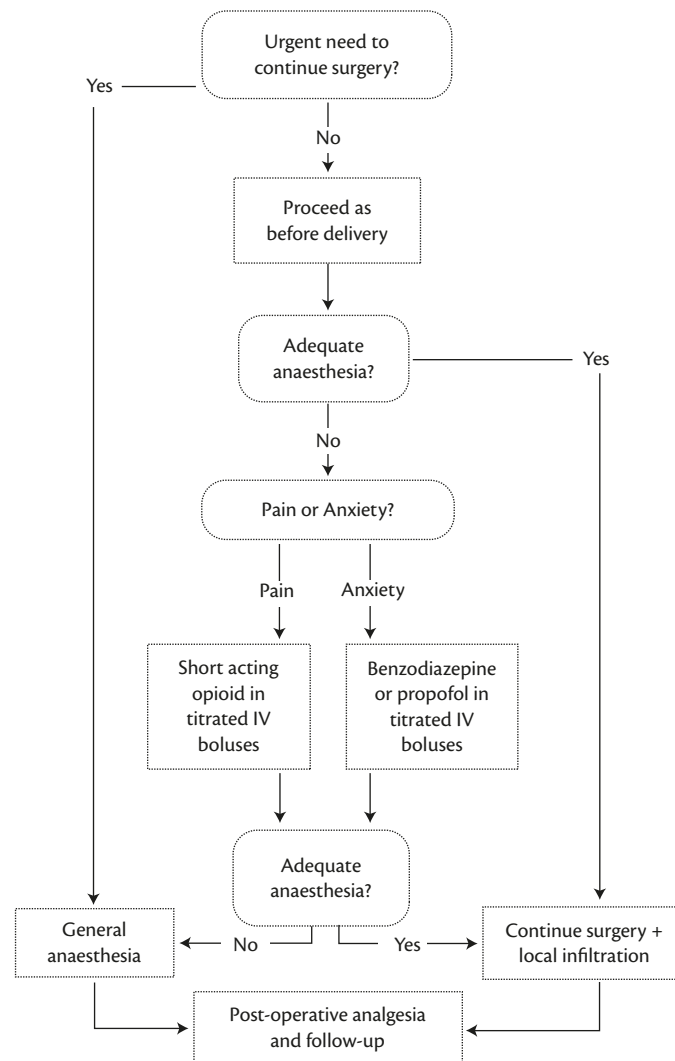 Urgent need to
continue surgery?
Yes
No
Proceed as
before delivery
Adequate
anaesthesia?
Yes
No
Pain or Anxiety?
Pain
Anxiety
Short acting
opioid in
titrated IV
boluses
Benzodiazepine
or propofol in
titrated IV
boluses
Adequate
anaesthesia?
General
anaesthesia
No
Yes
Continue surgery +
local infiltration
Post-operative analgesia
and follow-up